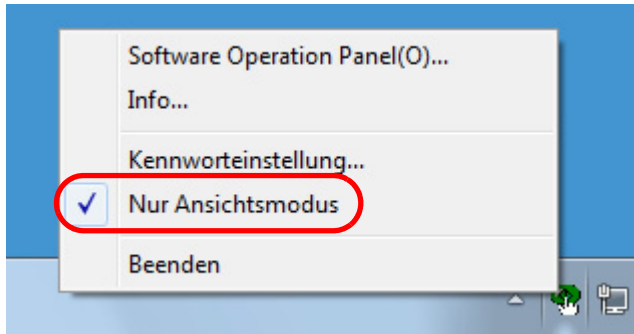 Software Operation Panel(O)...
Info...
Kennworteinstellung...
Nur Ansichtsmodus
Beenden